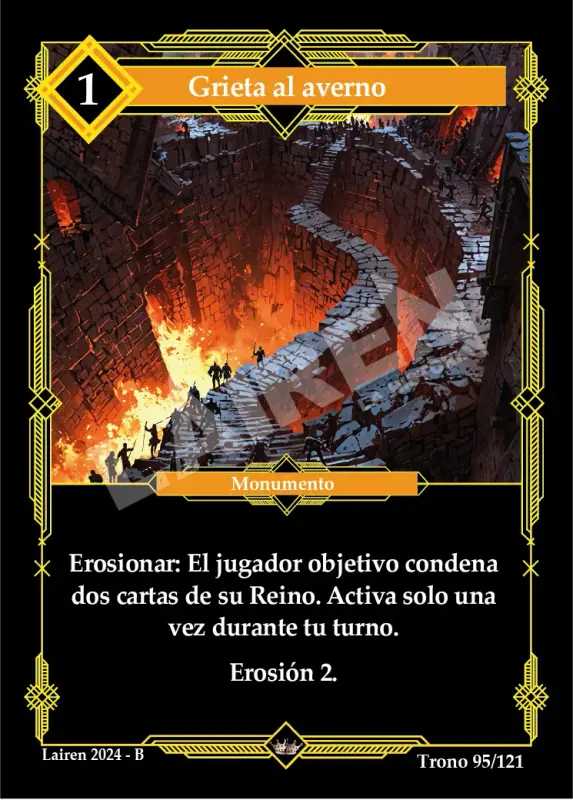 1
Grieta al averno
LAIREN
Monumento
Erosionar: El jugador objetivo condena
dos cartas de su Reino. Activa solo una
vez durante tu turno.
Erosión 2.
Lairen 2024 - B
Trono 95/121